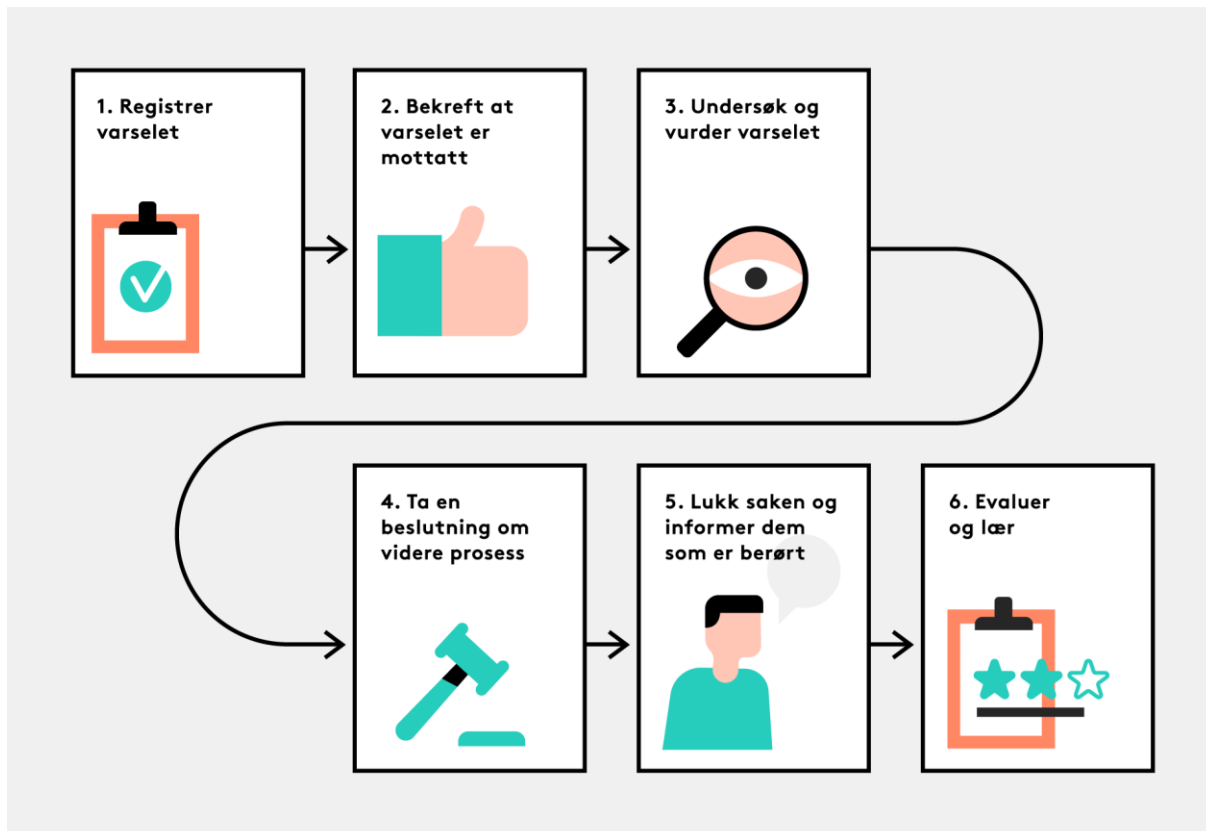 1. Registrer
varselet
2. Bekreft at
varselet er
mottatt
3. Undersøk og
vurder varselet
4. Ta en
beslutning om
videre prosess
5. Lukk saken og
informer dem
som er berørt
6. Evaluer
og lær